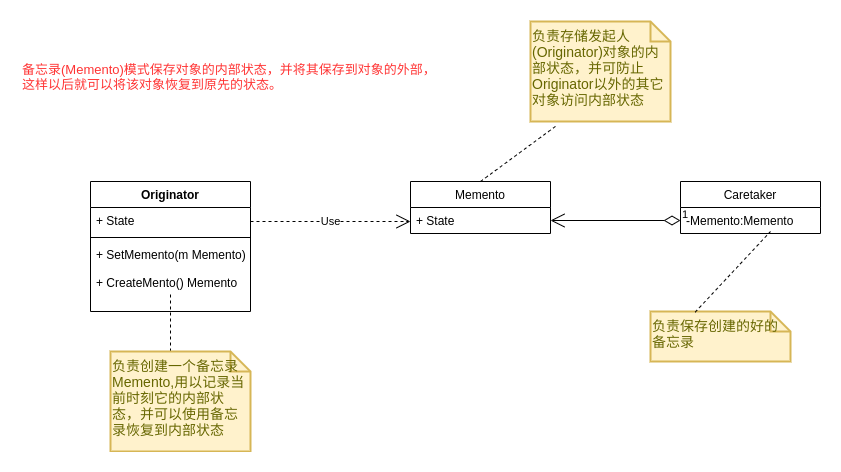 备忘录(Memento)模式保存对象的内部状态，并将其保存到对象的外部，
这样以后就可以将该对象恢复到原先的状态。
负责存储发起人
(Originator)对象的内
部状态，并可防止
Originator以外的其它
对象访问内部状态
Originator
+ State
+ SetMemento(m Memento)
+ CreateMento() Memento
Use
Memento
+ State
Caretaker
1
-Memento:Memento
负责创建一个备忘录
Memento,用以记录当
前时刻它的内部状
态，并可以使用备忘
录恢复到内部状态
负责保存创建的好的
备忘录